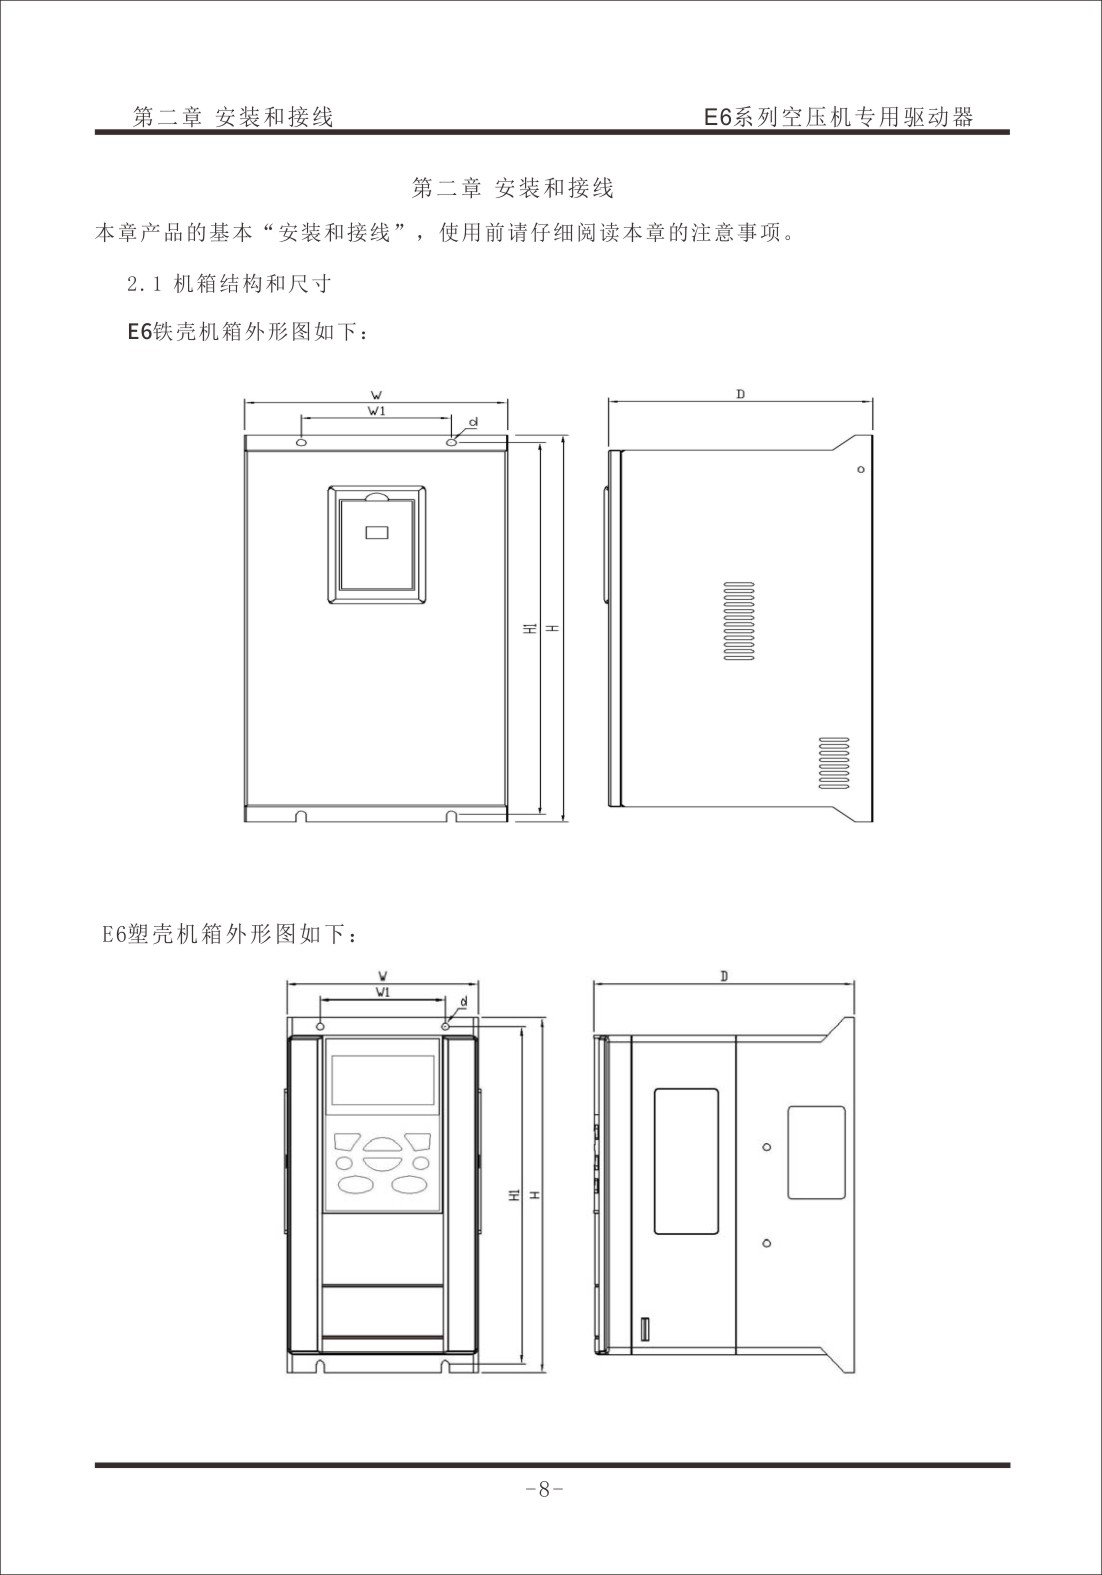 第二章 安装和接线 E6系列空压机专用驱动器
第二章 安装和接线
本章产品的基本“安装和接线”，使用前请仔细阅读本章的注意事项。
2.1 机箱结构和尺寸
E6铁壳机箱外形图如下：
W
W1
d
H1
H
D
E6塑壳机箱外形图如下：
W
W1
d
H1
H
D
-8-